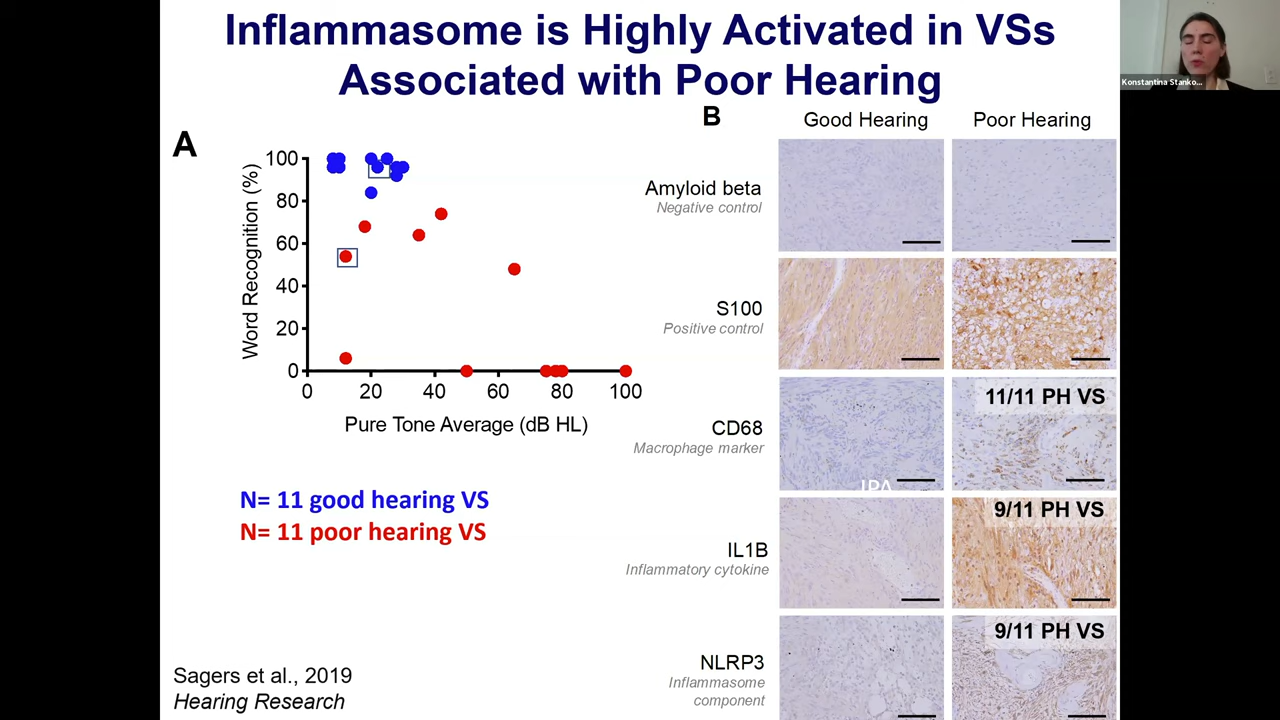 Inflammasome is Highly Activated in VSs
Associated with Poor Hearing
Konstantina Stanko...
A
Word Recognition (%)
100
80
60
40
20
0
0 20 40 60 80 100
Pure Tone Average (dB HL)
N= 11 good hearing VS
N= 11 poor hearing VS
Sagers et al., 2019
Hearing Research
B
Good Hearing Poor Hearing
Amyloid beta
Negative control
S100
Positive control
CD68
Macrophage marker
11/11 PH VS
IL1B
Inflammatory cytokine
9/11 PH VS
NLRP3
Inflammasome
component
9/11 PH VS